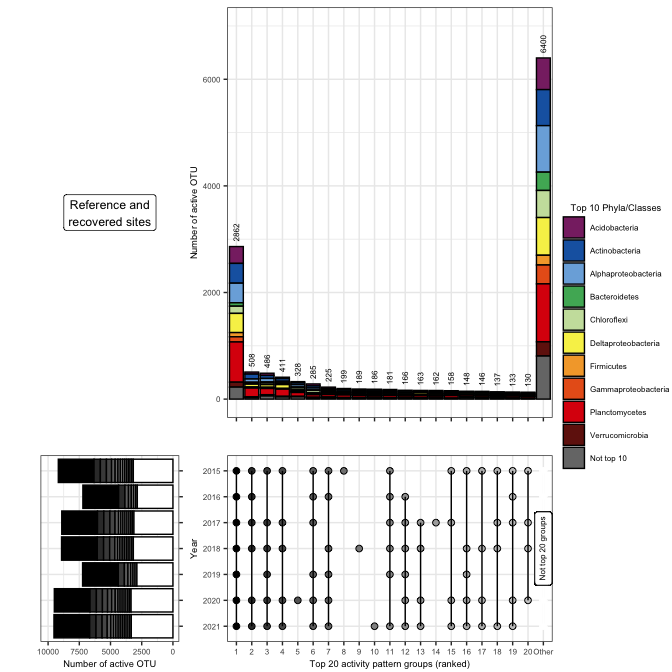 Reference and
recovered sites
Number of active OTU
6000
4000
2000
0
2862
508
486
411
328
285
225
199
189
186
181
166
163
162
158
148
146
137
133
130
6400
Top 10 Phyla/Classes
Acidobacteria
Actinobacteria
Alphaproteobacteria
Bacteroidetes
Chloroflexi
Deltaproteobacteria
Firmicutes
Gammaproteobacteria
Planctomycetes
Verrucomicrobia
Not top 10
10000 7500 5000 2500 0
Number of active OTU
Year
2015
2016
2017
2018
2019
2020
2021
Not top 20 groups
1 2 3 4 5 6 7 8 9 10 11 12 13 14 15 16 17 18 19 20 Other
Top 20 activity pattern groups (ranked)